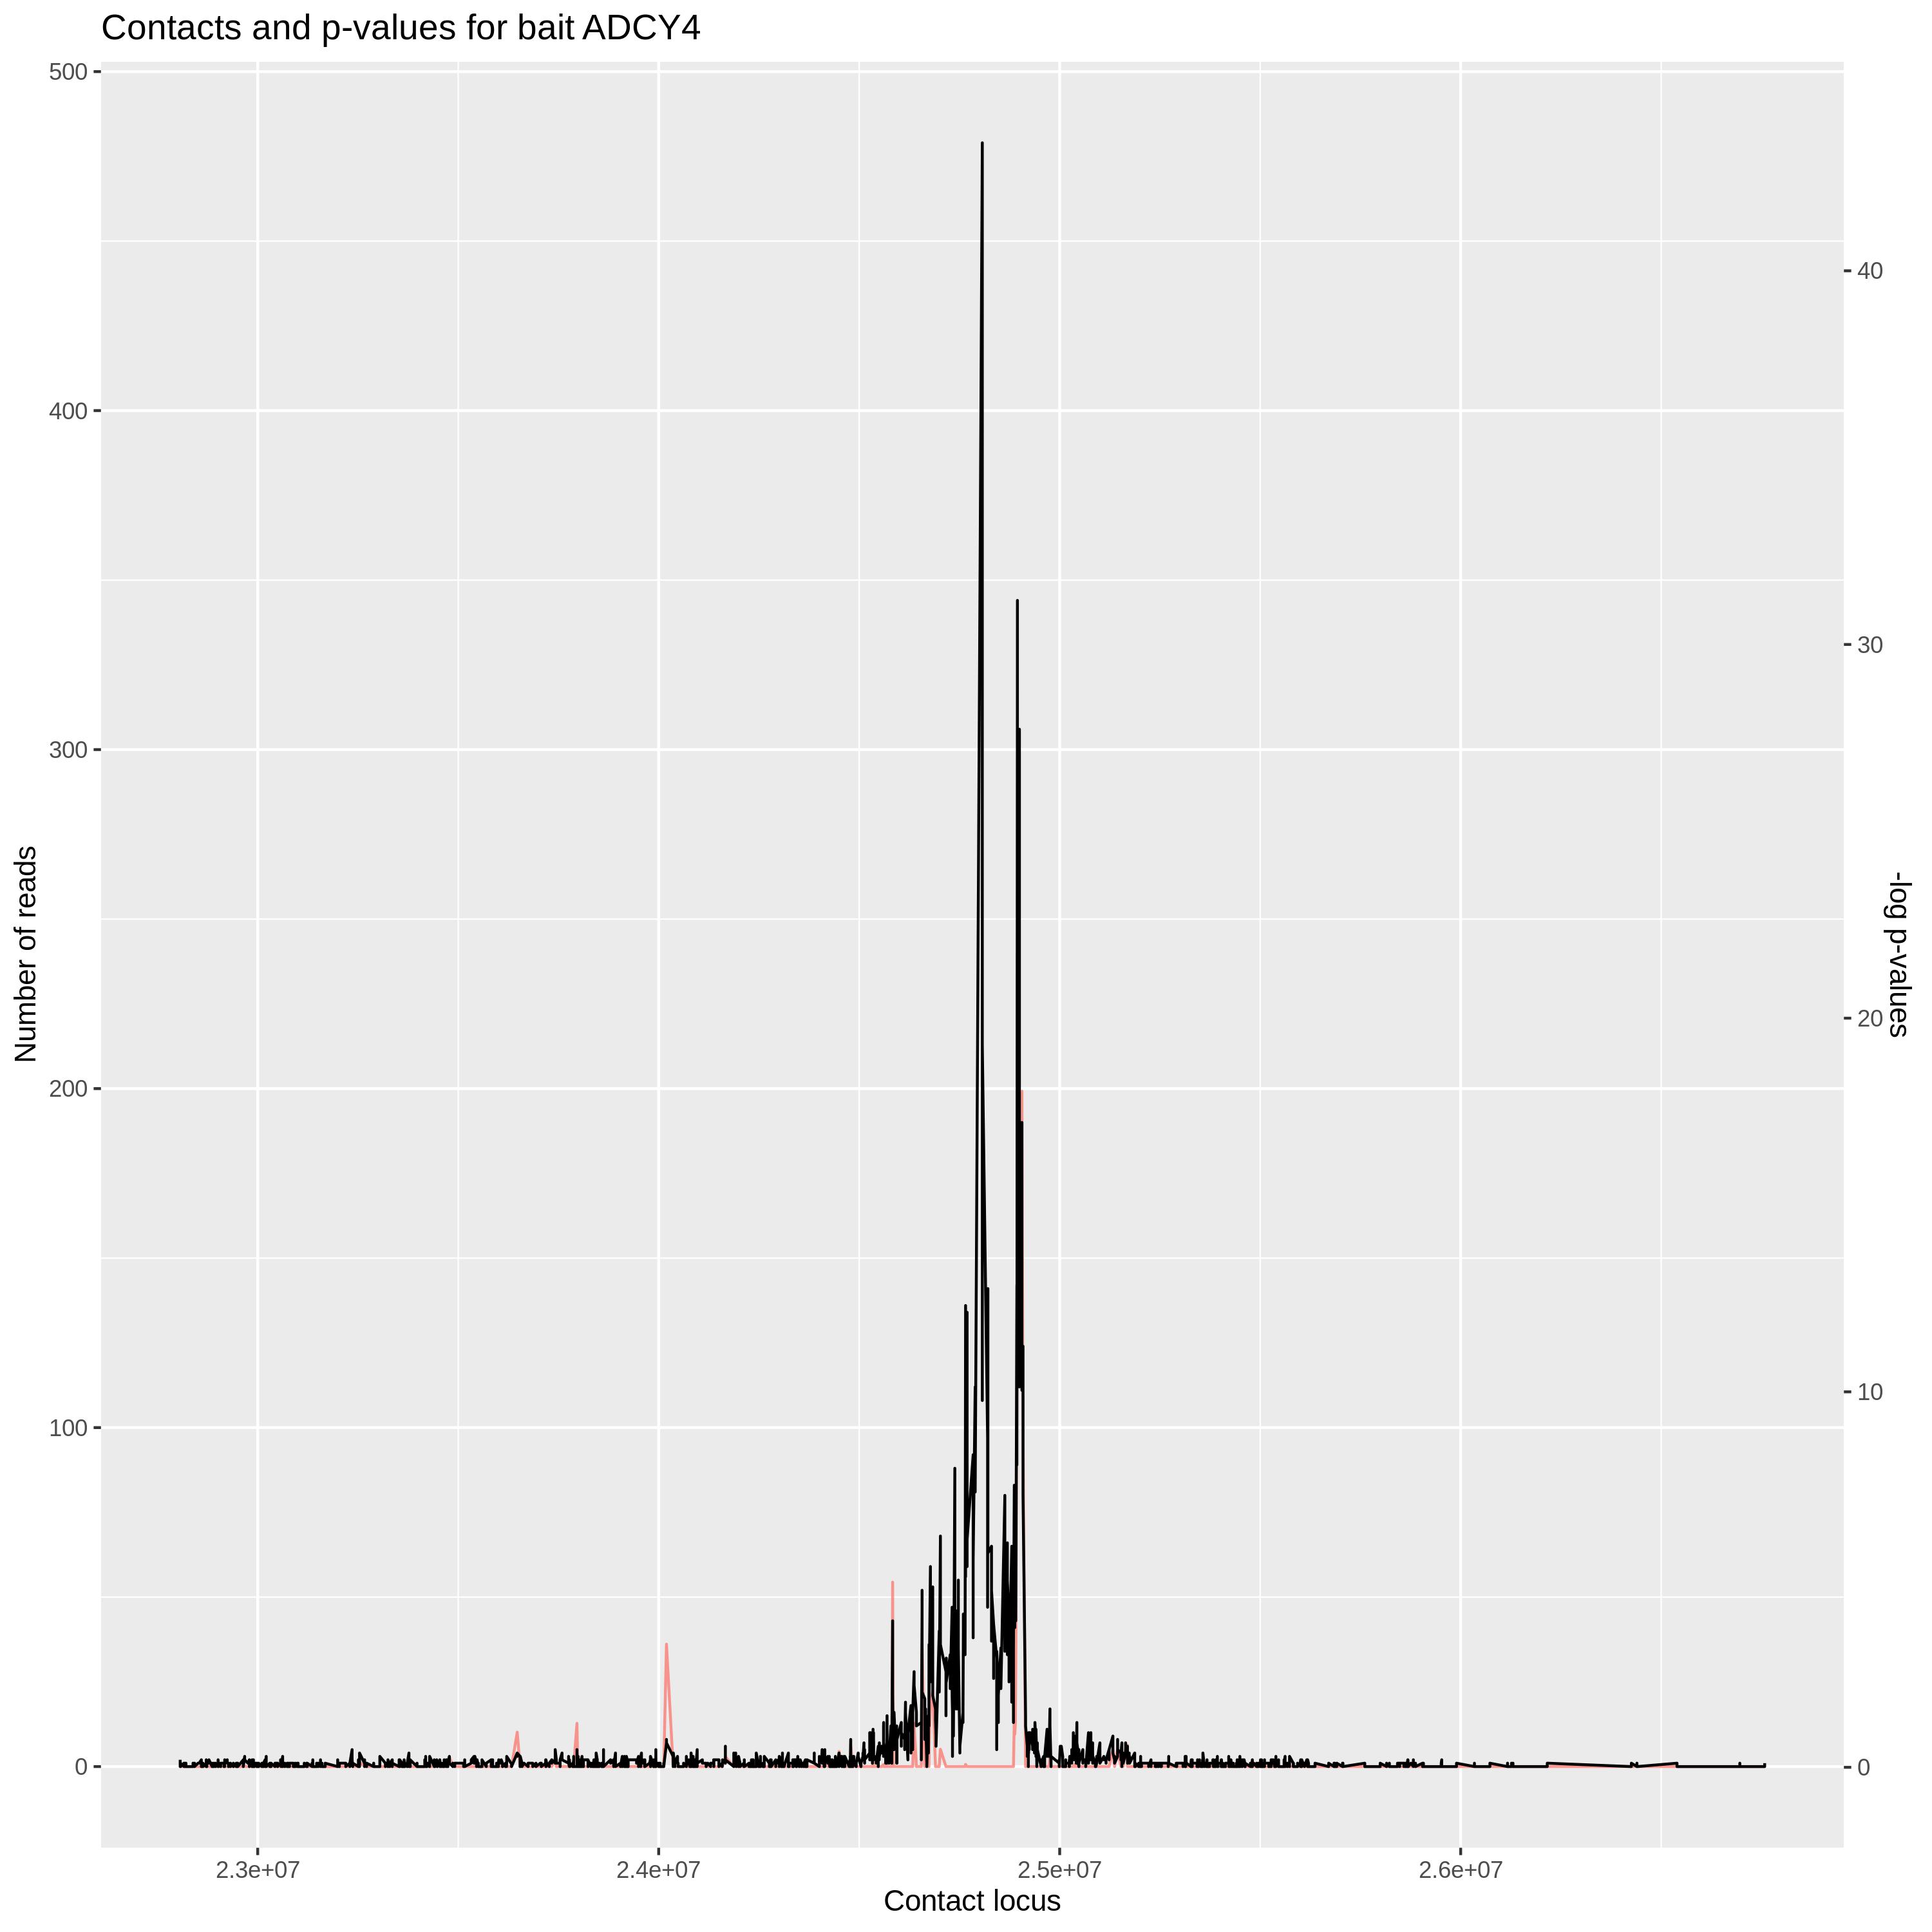 Contacts and p-values for bait ADCY4
500
400
300
200
100
0
Number of reads
40
30
20
10
0
-log p-values
2.3e+07
2.4e+07
2.5e+07
2.6e+07
Contact locus